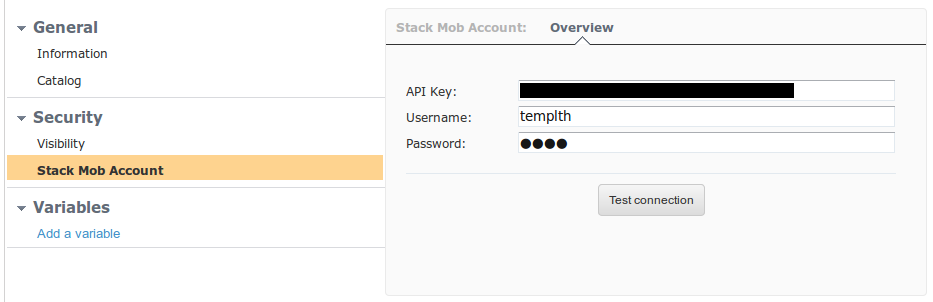 General
Information
Catalog
Security
Visibility
Stack Mob Account
Variables
Add a variable
Stack Mob Account: Overview
API Key:
Username: templth
Password: ●●●●
Test connection